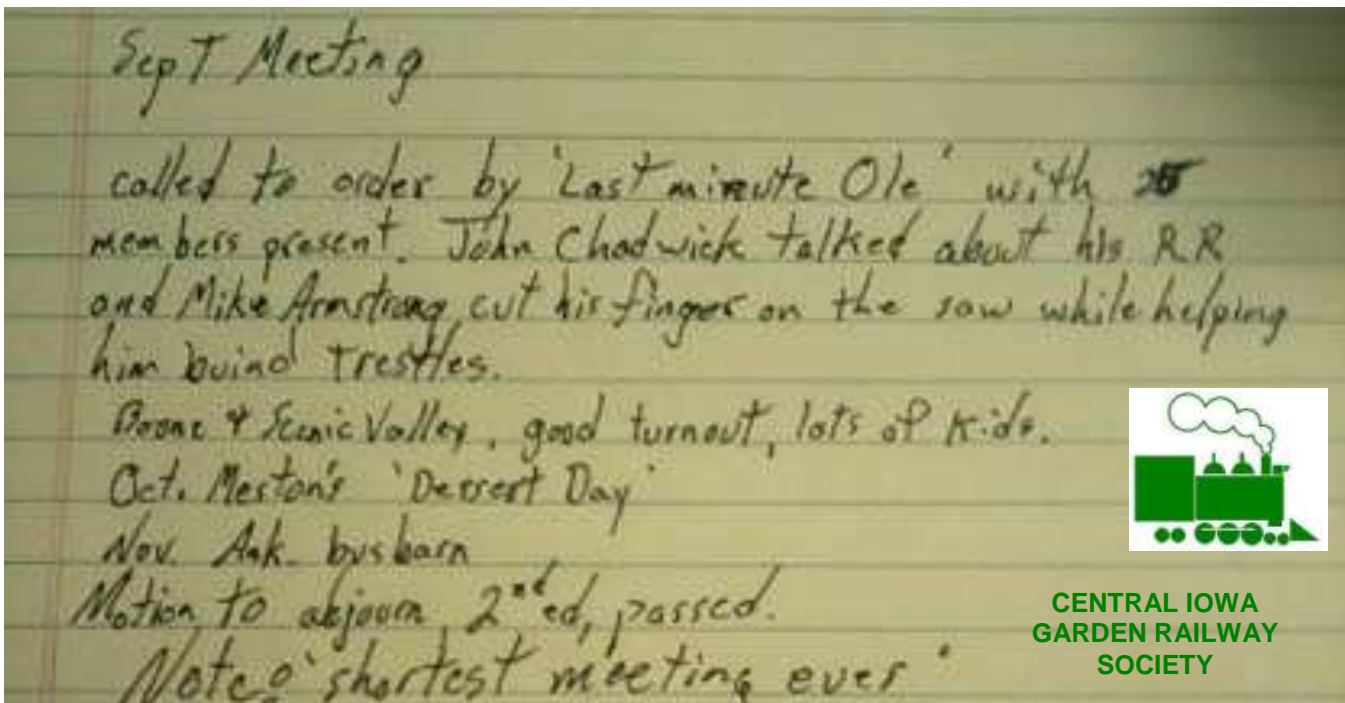 Sept Meeting
called to order by 'Last minute Ole' with
members present. John Chadwick talked about his RR
and Mike Armstrong cut his finger on the saw while helping
him buind trestles.
Boone & Scenic Valley, good turnout, lots of kids.
Oct. Meston's 'Dessert Day'
Nov. Ank. bus barn
Motion to abjourn 2nd ed, passed.
Note: 'shortest meeting ever'
CENTRAL IOWA
GARDEN RAILWAY
SOCIETY